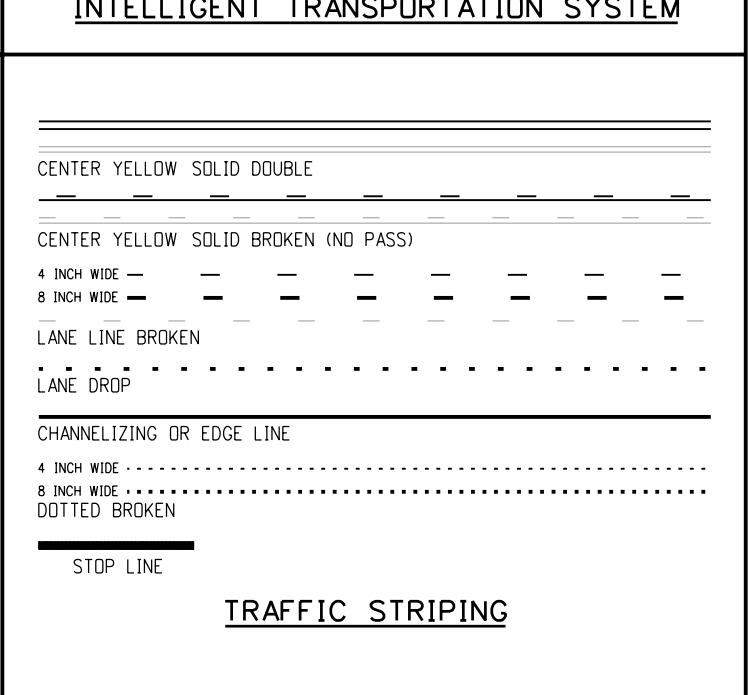 INTELLIGENT TRANSPORTATION SYSTEM
CENTER YELLOW SOLID DOUBLE
CENTER YELLOW SOLID BROKEN (NO PASS)
4 INCH WIDE
8 INCH WIDE
LANE LINE BROKEN
LANE DROP
CHANNELIZING OR EDGE LINE
4 INCH WIDE
8 INCH WIDE
DOTTED BROKEN
STOP LINE
TRAFFIC STRIPING